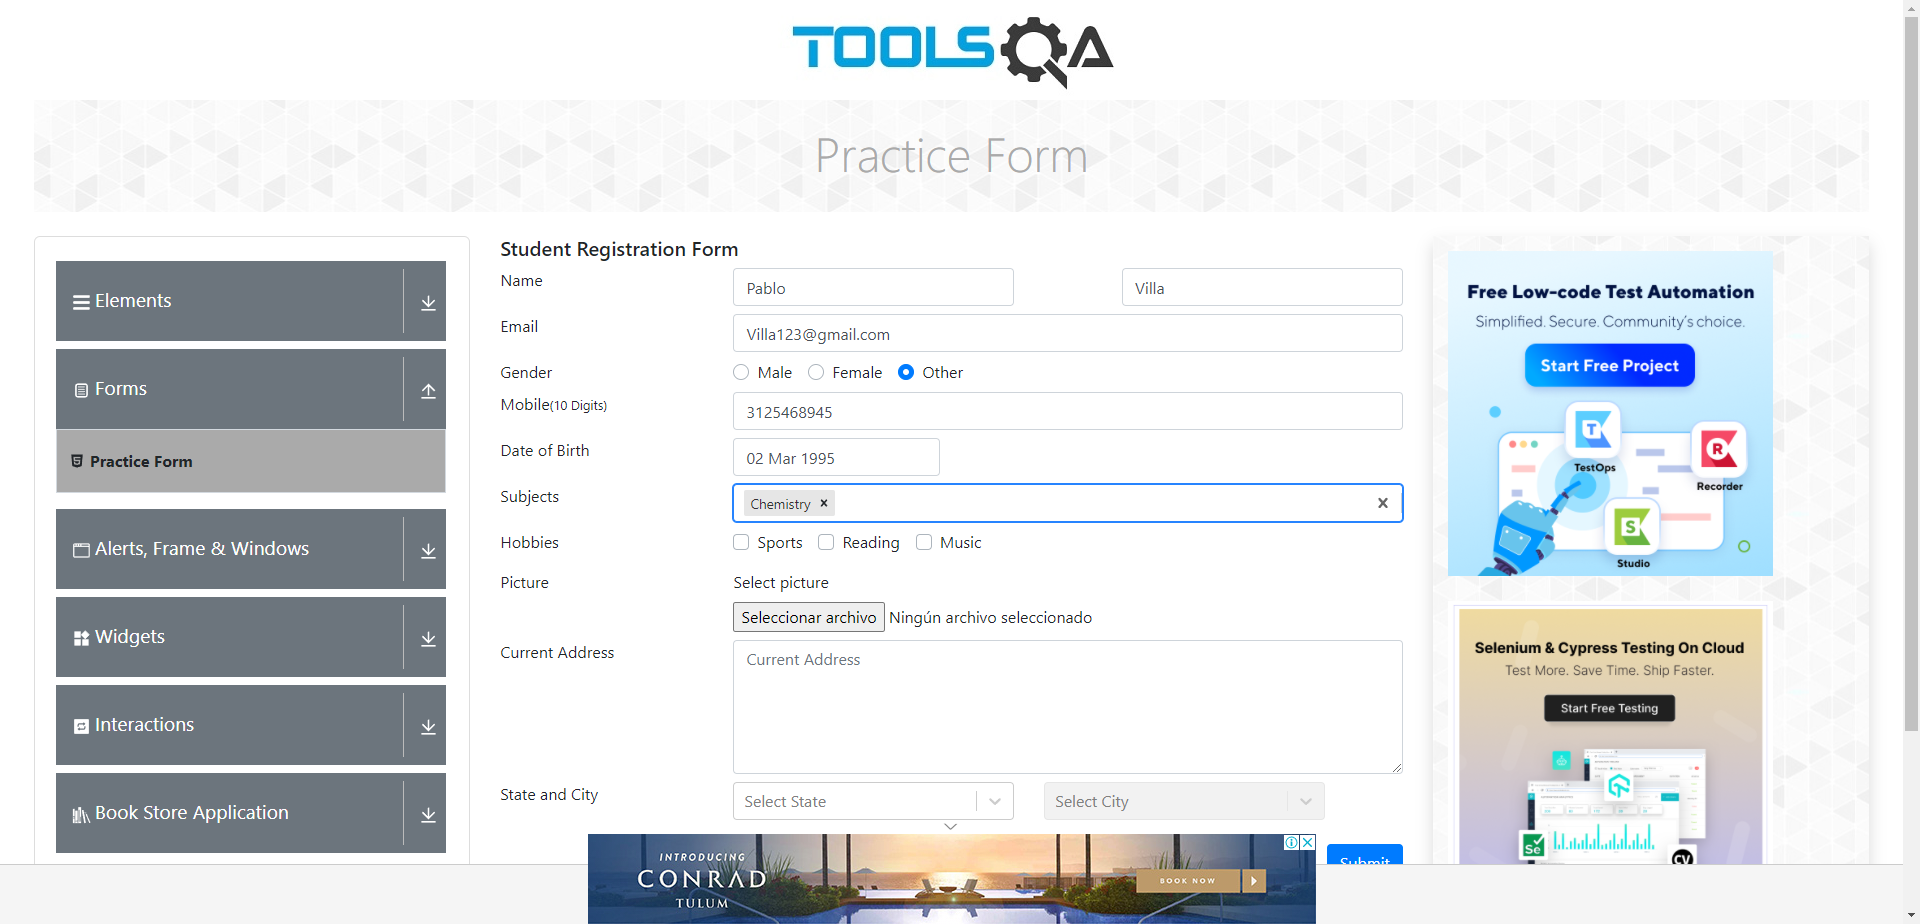 TOOLSQA
Practice Form
Elements
Forms
Practice Form
Alerts, Frame & Windows
Widgets
Interactions
Book Store Application
Student Registration Form
Name
Pablo
Villa
Email
Villa123@gmail.com
Gender
Male
Female
Other
Mobile(10 Digits)
3125468945
Date of Birth
02 Mar 1995
Subjects
Chemistry
Hobbies
Sports
Reading
Music
Picture
Select picture
Seleccionar archivo Ningún archivo seleccionado
Current Address
Current Address
State and City
Select State
Select City
Submit
Free Low-code Test Automation
Simplified. Secure. Community's choice.
Start Free Project
T
TestOps
R
Recorder
S
Studio
Selenium & Cypress Testing On Cloud
Test More. Save Time. Ship Faster.
Start Free Testing
Se
CV
INTRODUCING
CONRAD
TULUM
BOOK NOW